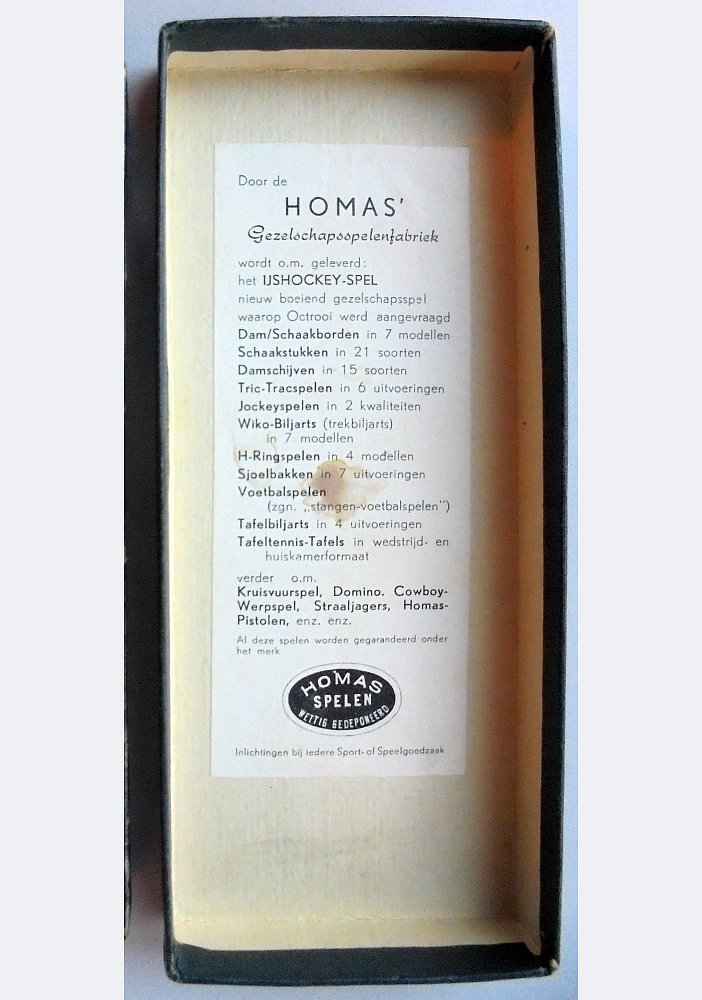 Door de
HOMAS'
Gezelschapsspelenfabriek
wordt o.m. geleverd:
het IJSHOCKEY-SPEL
nieuw boeiend gezelschapsspel
waarop Octrooi werd aangevraagd
Dam/Schaakborden in 7 modellen
Schaakstukken in 21 soorten
Damschijven in 15 soorten
Tric-Tracspelen in 6 uitvoeringen
Jockeyspelen in 2 kwaliteiten
Wiko-Biljarts (trekbiljarts)
in 7 modellen
H-Ringspelen in 4 modellen
Sjoelbakken in 7 uitvoeringen
Voetbalspelen
(zgn. „stangen-voetbalspelen")
Tafelbiljarts in 4 uitvoeringen
Tafeltennis-Tafels in wedstrijd- en
huiskamerformaat
verder o.m.
Kruisvuurspel, Domino. Cowboy-
Werpspel, Straaljagers, Homas-
Pistolen, enz. enz.
Al deze spelen worden gegarandeerd onder
het merk
HOMAS
SPELEN
WETTIG GEDEPONEERD
Inlichtingen bij iedere Sport- of Speelgoedzaak